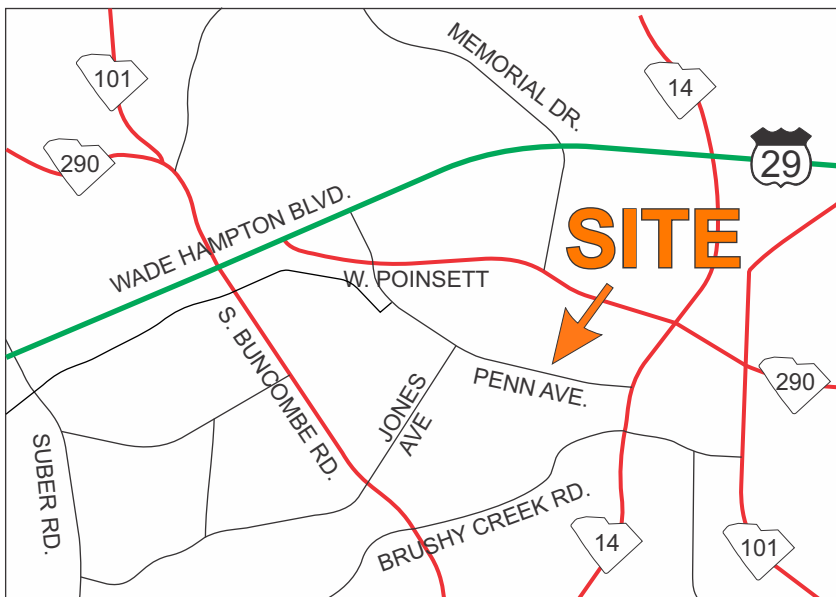 MEMORIAL DR.
101
14
290
29
WADE HAMPTON BLVD.
SITE
W. POINSETT
S. BUNCOMBE RD.
PENN AVE.
290
JONES
AVE
SUBER RD.
BRUSHY CREEK RD.
14
101